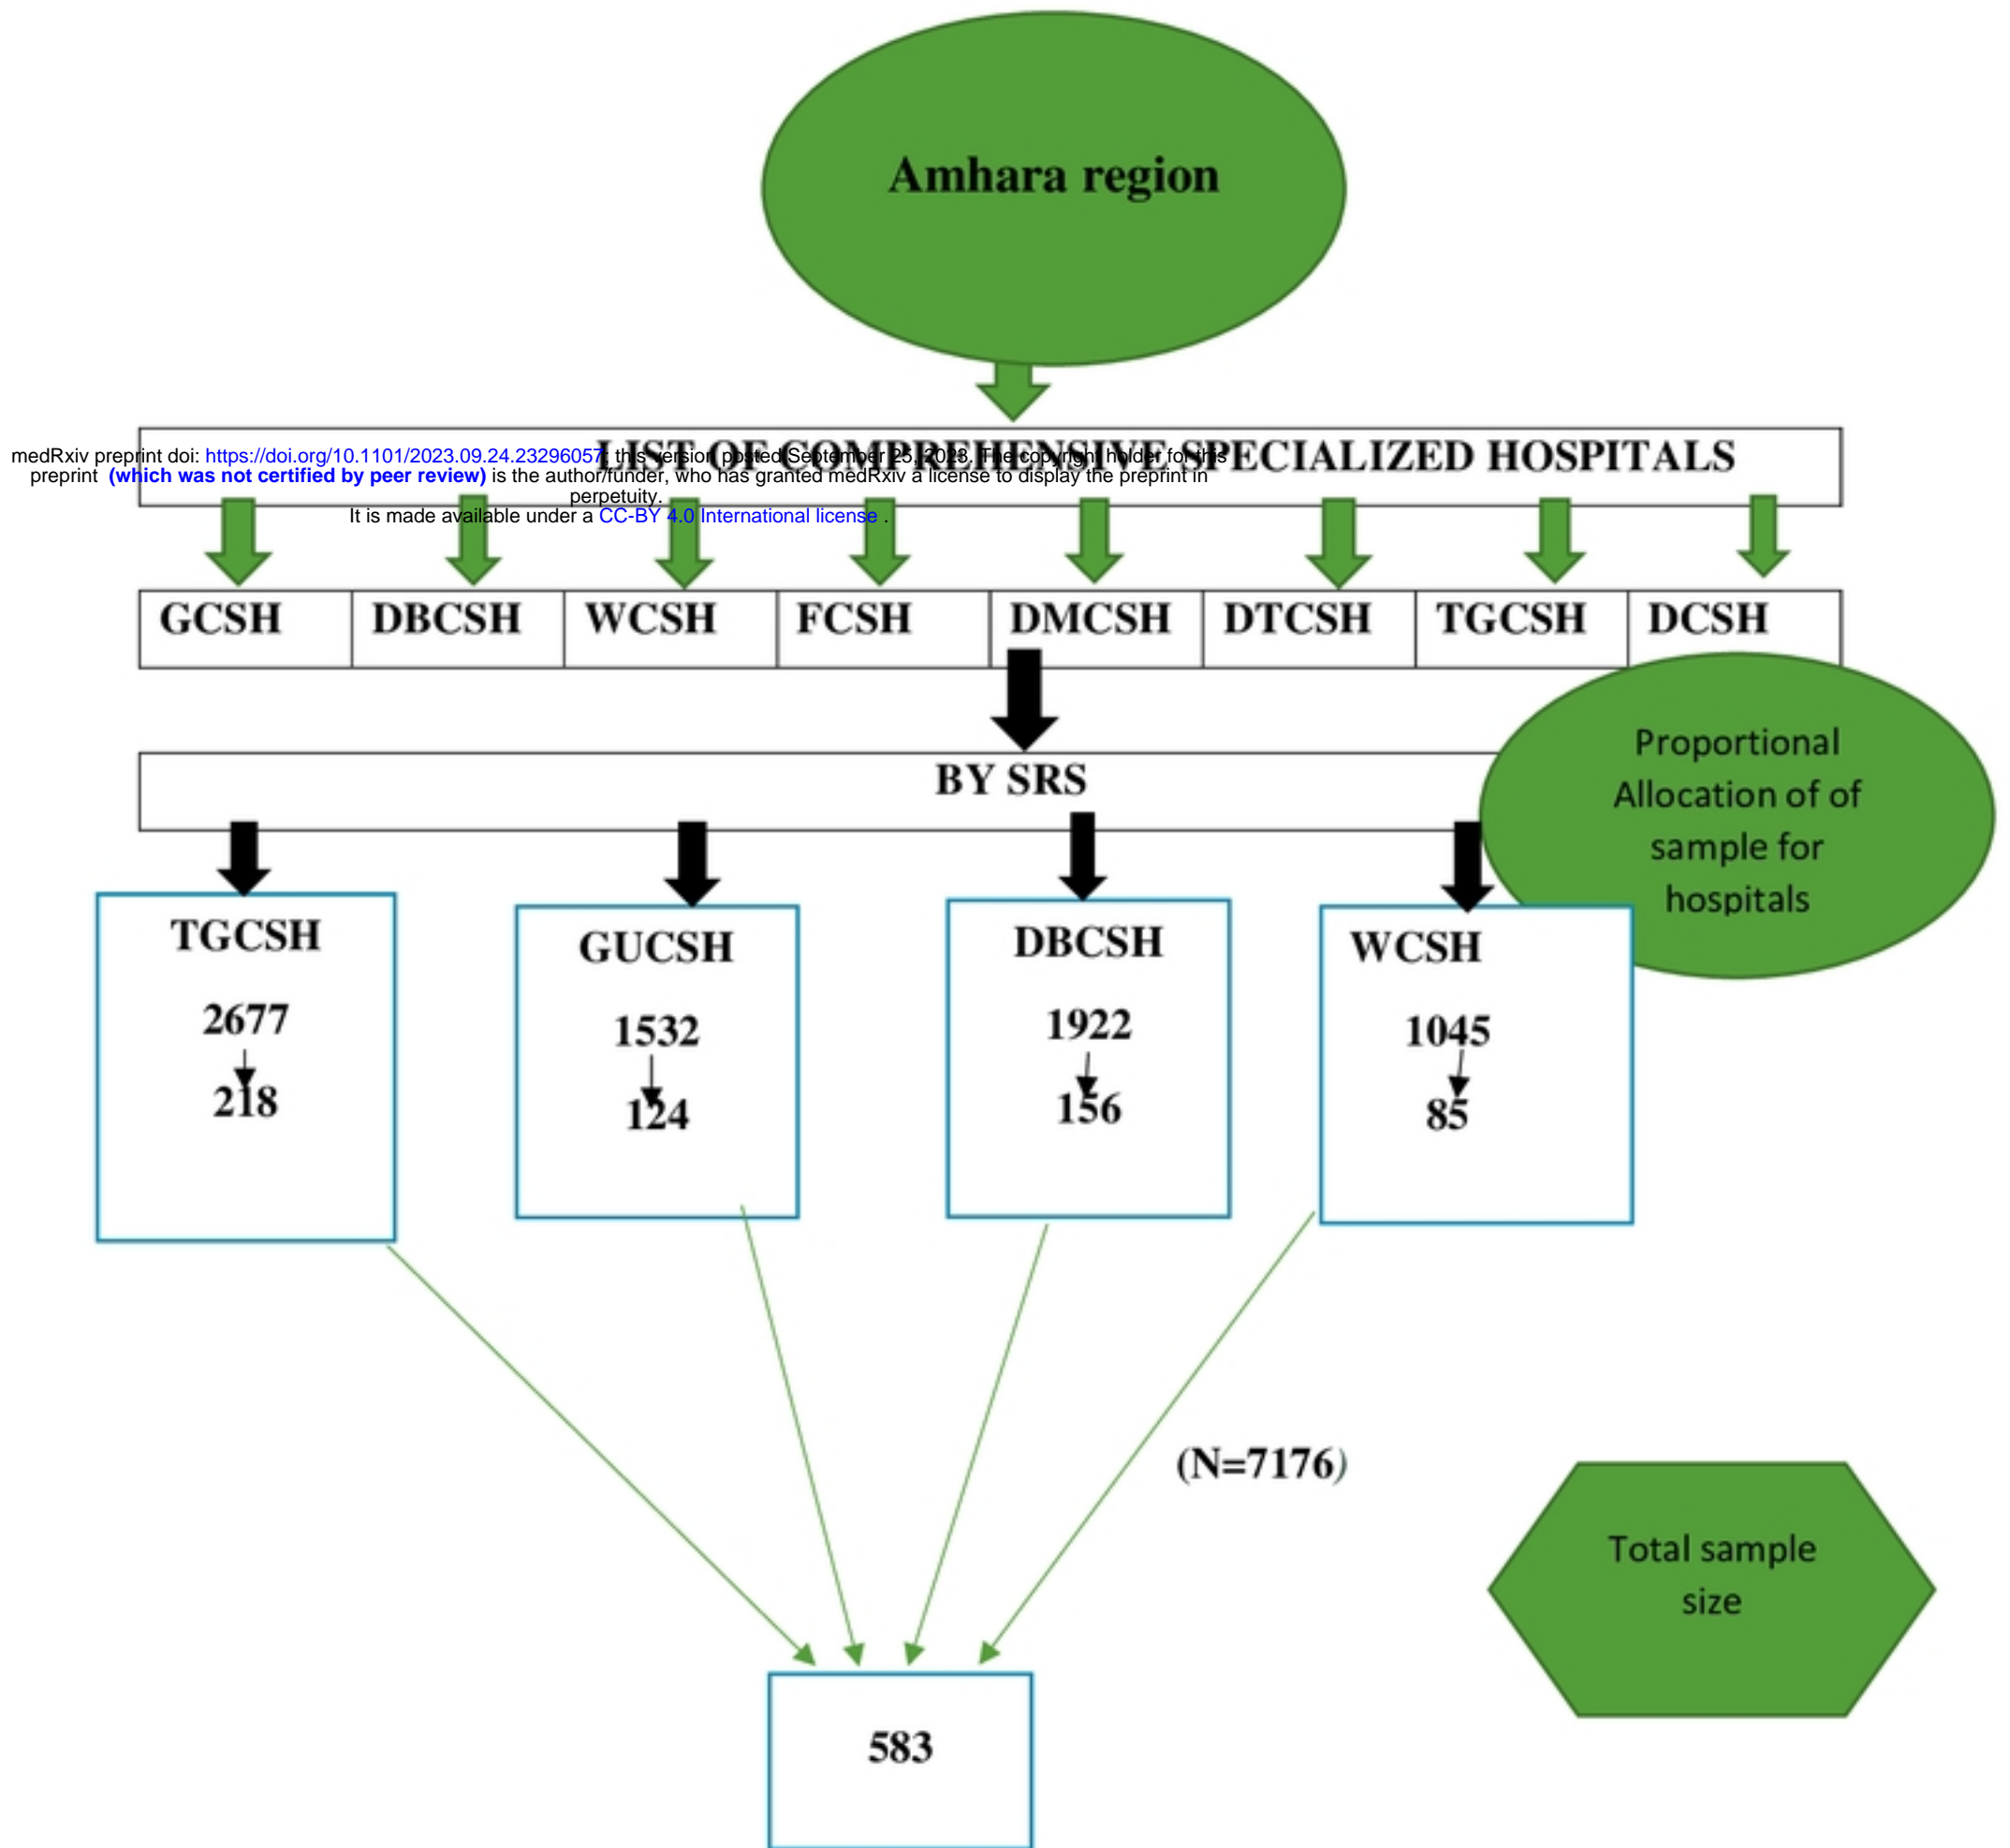 Amhara region
LIST OF COMPREHENSIVE SPECIALIZED HOSPITALS
medRxiv preprint doi: https://doi.org/10.1101/2023.09.24.23296057; this version posted September 25, 2023. The copyright holder for this
preprint (which was not certified by peer review) is the author/funder, who has granted medRxiv a license to display the preprint in
perpetuity.
It is made available under a CC-BY 4.0 International license .
GCSH DBCSH WCSH FCSH DMCSH DTCSH TGCSH DCSH
BY SRS
Proportional
Allocation of of
sample for
hospitals
TGCSH
2677
218
GUCSH
1532
124
DBCSH
1922
156
WCSH
1045
85
(N=7176)
Total sample
size
583